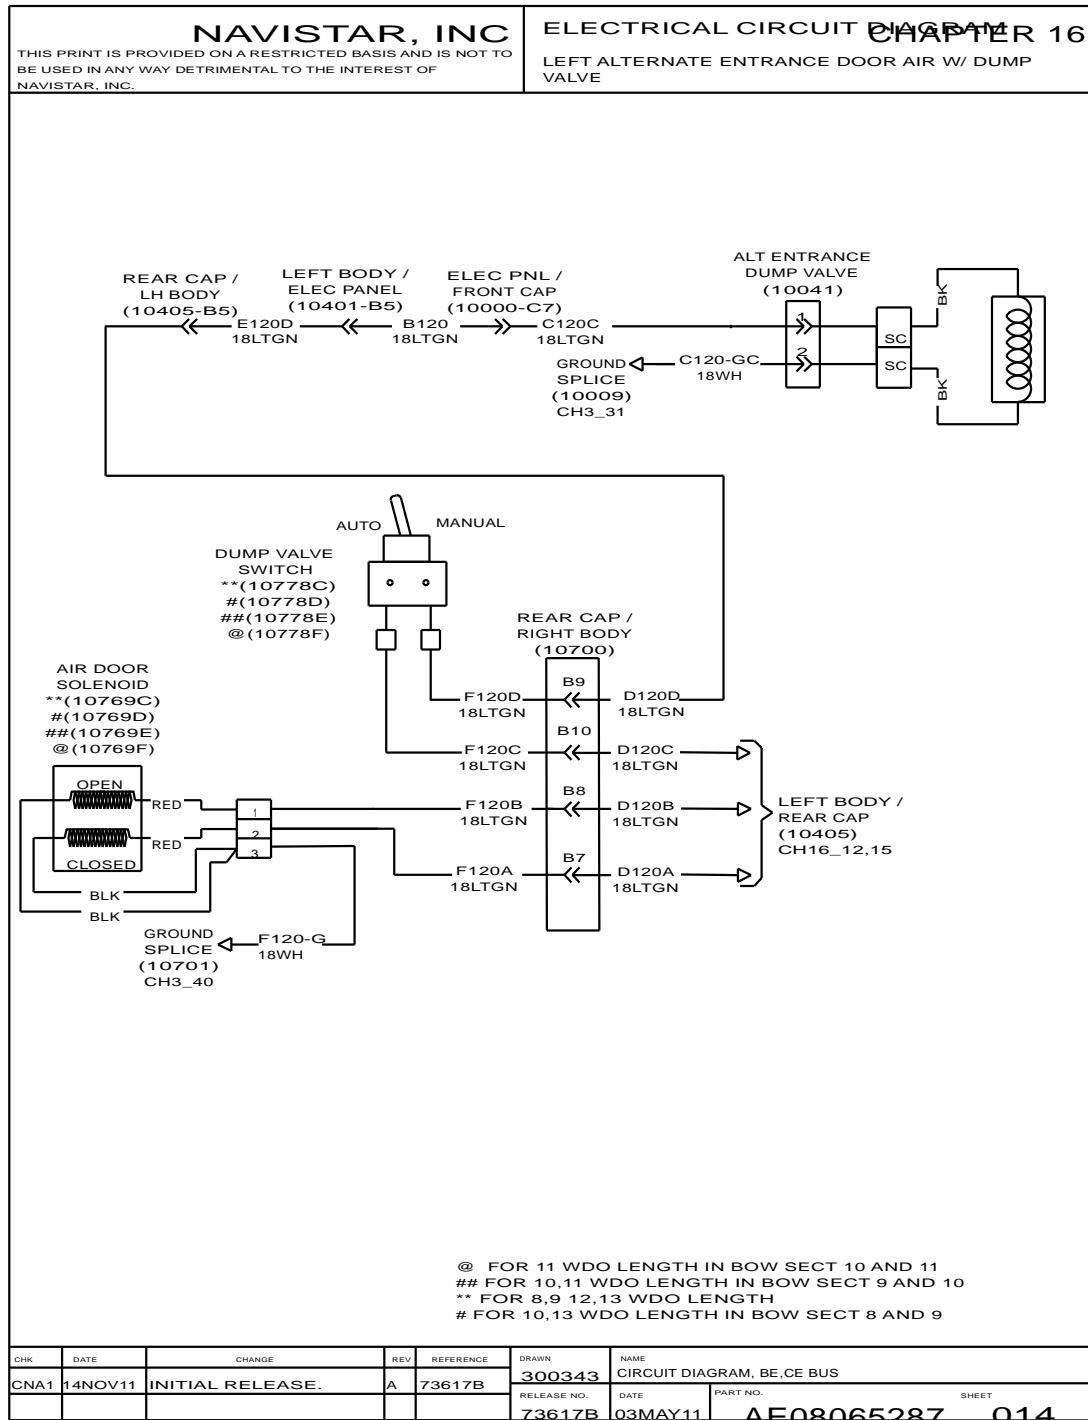 NAVISTAR, INC
THIS PRINT IS PROVIDED ON A RESTRICTED BASIS AND IS NOT TO
BE USED IN ANY WAY DETRIMENTAL TO THE INTEREST OF
NAVISTAR, INC.
ELECTRICAL CIRCUIT DIAGRAM
CHAPTER 16
LEFT ALTERNATE ENTRANCE DOOR AIR W/ DUMP
VALVE
REAR CAP /
LH BODY
(10405-B5)
LEFT BODY /
ELEC PANEL
(10401-B5)
ELEC PNL /
FRONT CAP
(10000-C7)
ALT ENTRANCE
DUMP VALVE
(10041)
E120D
18LTGN
B120
18LTGN
C120C
18LTGN
1
2
SC
SC
BK
BK
GROUND
SPLICE
(10009)
CH3_31
C120-GC
18WH
AUTO
MANUAL
DUMP VALVE
SWITCH
**(10778C)
#(10778D)
##(10778E)
@(10778F)
REAR CAP /
RIGHT BODY
(10700)
AIR DOOR
SOLENOID
**(10769C)
#(10769D)
##(10769E)
@(10769F)
F120D
18LTGN
B9
D120D
18LTGN
F120C
18LTGN
B10
D120C
18LTGN
OPEN
RED
1
F120B
18LTGN
B8
D120B
18LTGN
LEFT BODY /
REAR CAP
(10405)
CH16_12,15
2
RED
3
CLOSED
F120A
18LTGN
B7
D120A
18LTGN
BLK
BLK
GROUND
SPLICE
(10701)
CH3_40
F120-G
18WH
@ FOR 11 WDO LENGTH IN BOW SECT 10 AND 11
## FOR 10,11 WDO LENGTH IN BOW SECT 9 AND 10
** FOR 8,9 12,13 WDO LENGTH
# FOR 10,13 WDO LENGTH IN BOW SECT 8 AND 9
CHK DATE CHANGE REV REFERENCE
CNA1 14NOV11 INITIAL RELEASE. A 73617B
DRAWN
300343
NAME
CIRCUIT DIAGRAM, BE,CE BUS
RELEASE NO.
73617B
DATE
03MAY11
PART NO.
AE08065287
SHEET
014